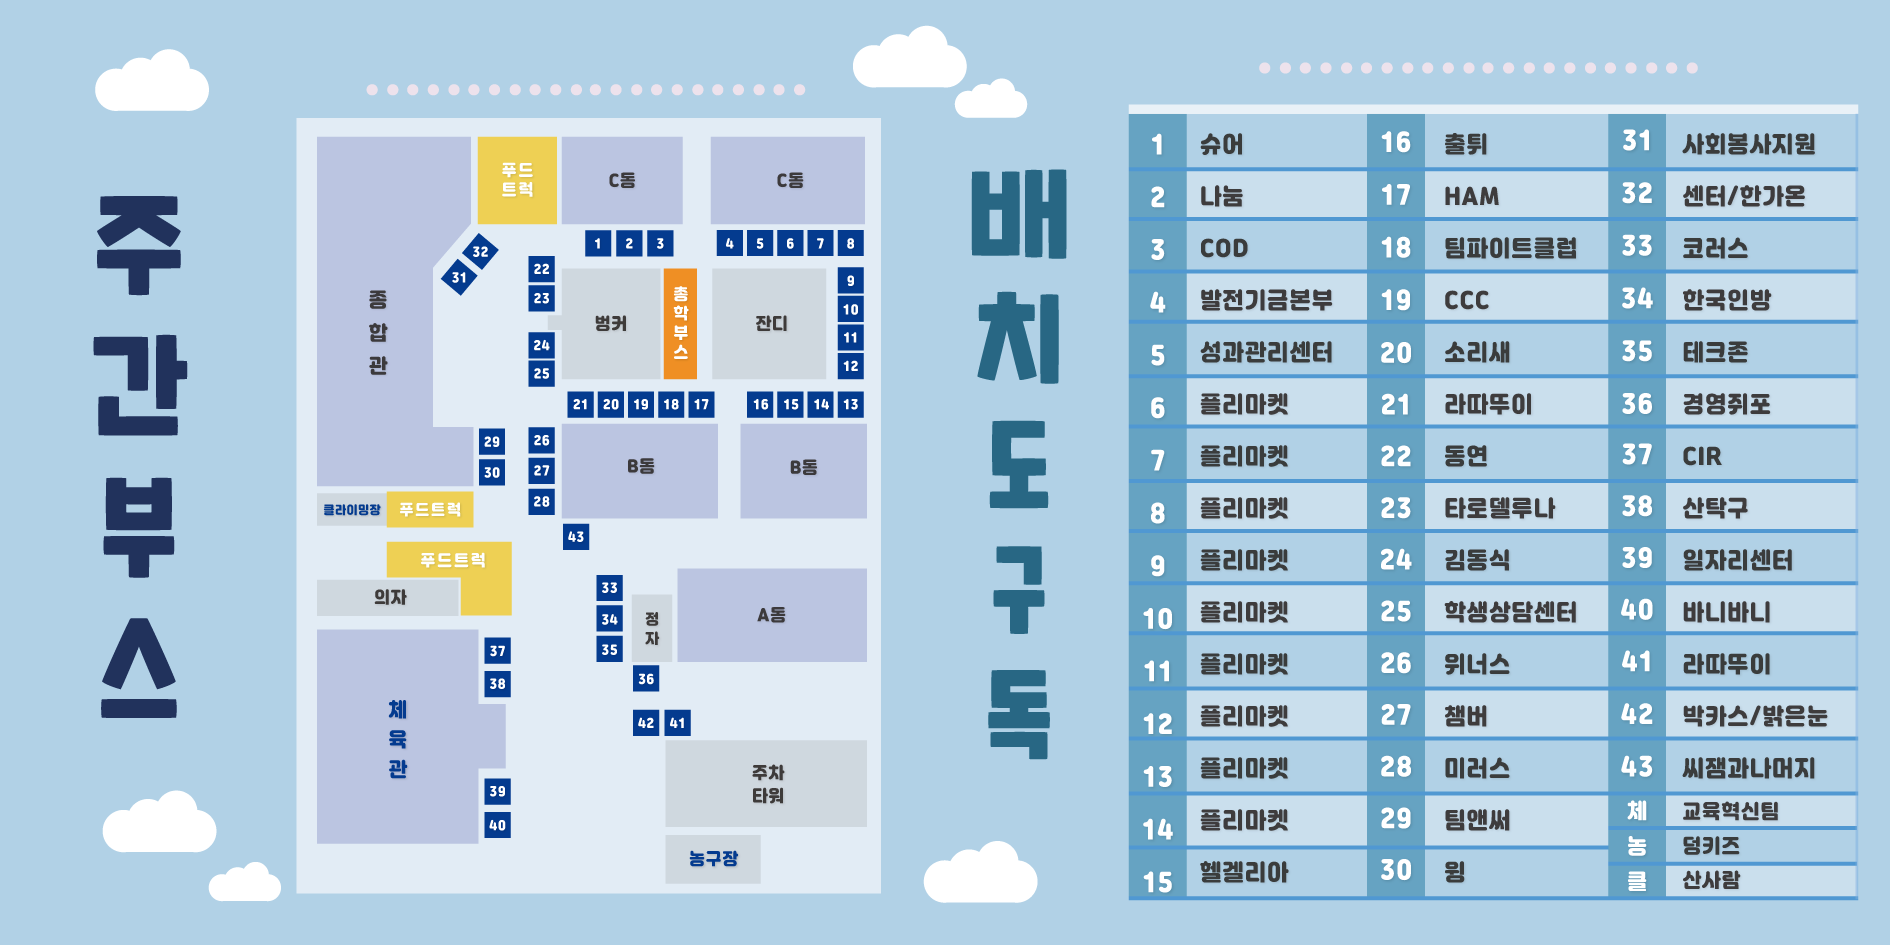 주간부스
푸드
트럭
C동
C동
1 2 3
4 5 6 7 8
32
31
22
23
24
25
종합관
벙커
총학부스
잔디
9
10
11
12
21 20 19 18 17
16 15 14 13
29
30
26
27
28
B동
B동
클라이밍장
푸드트럭
43
푸드트럭
의자
33
34
35
정자
A동
36
37
38
42 41
체육관
주차
타워
39
40
농구장
배치도구독
1 슈어
2 나눔
3 COD
4 발전기금본부
5 성과관리센터
6 플리마켓
7 플리마켓
8 플리마켓
9 플리마켓
10 플리마켓
11 플리마켓
12 플리마켓
13 플리마켓
14 플리마켓
15 헬겔리아
16 출튀
17 HAM
18 팀파이트클럽
19 CCC
20 소리새
21 라따뚜이
22 동연
23 타로델루나
24 김동식
25 학생상담센터
26 위너스
27 챔버
28 미러스
29 팀앤써
30 윙
31 사회봉사지원
32 센터/한가온
33 코러스
34 한국인방
35 테크존
36 경영쥐포
37 CIR
38 산탁구
39 일자리센터
40 바니바니
41 라따뚜이
42 박카스/밝은눈
43 씨잼과나머지
체 교육혁신팀
농 덩키즈
클 산사람